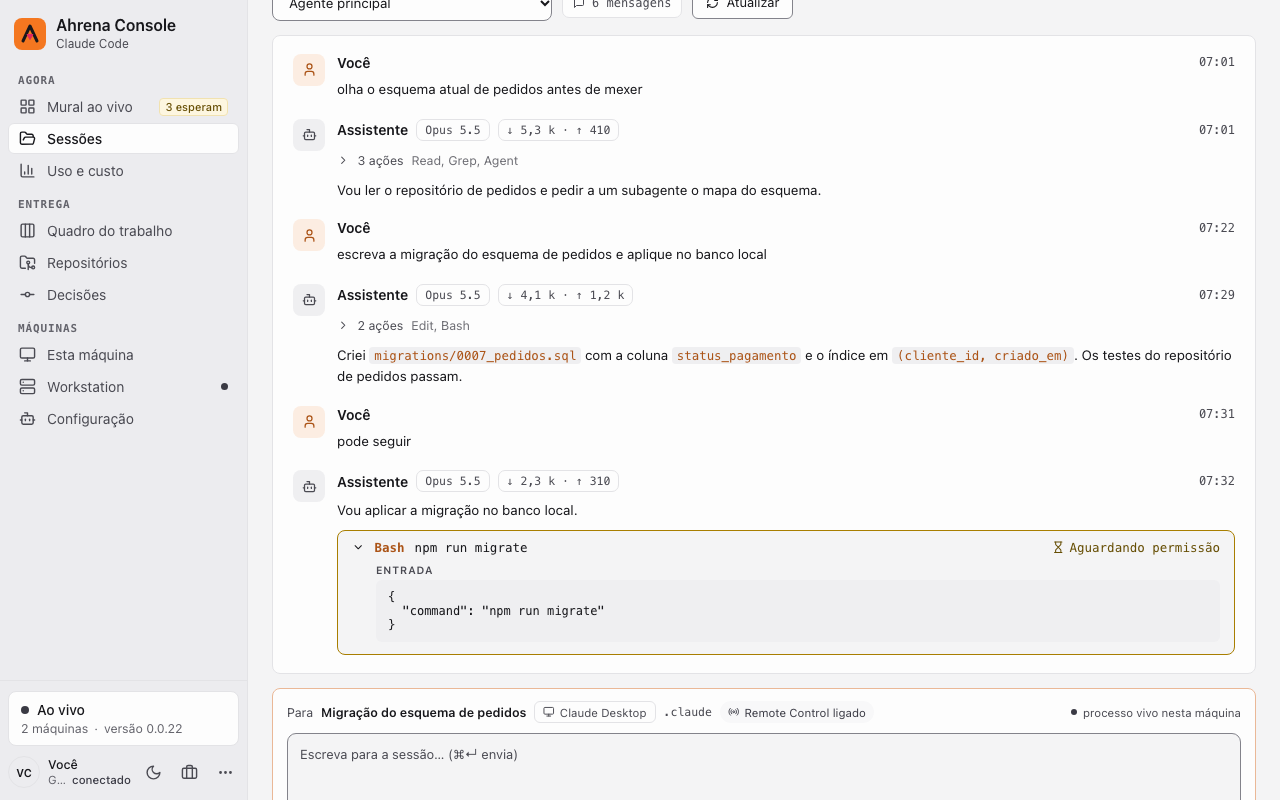 Ahrena Console
Claude Code
AGORA
Mural ao vivo
3 esperam
Sessões
Uso e custo
ENTREGA
Quadro do trabalho
Repositórios
Decisões
MÁQUINAS
Esta máquina
Workstation
Configuração
Ao vivo
2 máquinas · versão 0.0.22
VC
Você
G... conectado
Agente principal
6 mensagens
Atualizar
Você 07:01
olha o esquema atual de pedidos antes de mexer
Assistente Opus 5.5 ↓ 5,3 k · ↑ 410 07:01
3 ações Read, Grep, Agent
Vou ler o repositório de pedidos e pedir a um subagente o mapa do esquema.
Você 07:22
escreva a migração do esquema de pedidos e aplique no banco local
Assistente Opus 5.5 ↓ 4,1 k · ↑ 1,2 k 07:29
2 ações Edit, Bash
Criei migrations/0007_pedidos.sql com a coluna status_pagamento e o índice em (cliente_id, criado_em). Os testes do repositório
de pedidos passam.
Você 07:31
pode seguir
Assistente Opus 5.5 ↓ 2,3 k · ↑ 310 07:32
Vou aplicar a migração no banco local.
Bash npm run migrate Aguardando permissão
ENTRADA
{
"command": "npm run migrate"
}
Para Migração do esquema de pedidos Claude Desktop .claude Remote Control ligado processo vivo nesta máquina
Escreva para a sessão... (⌘↵ envia)